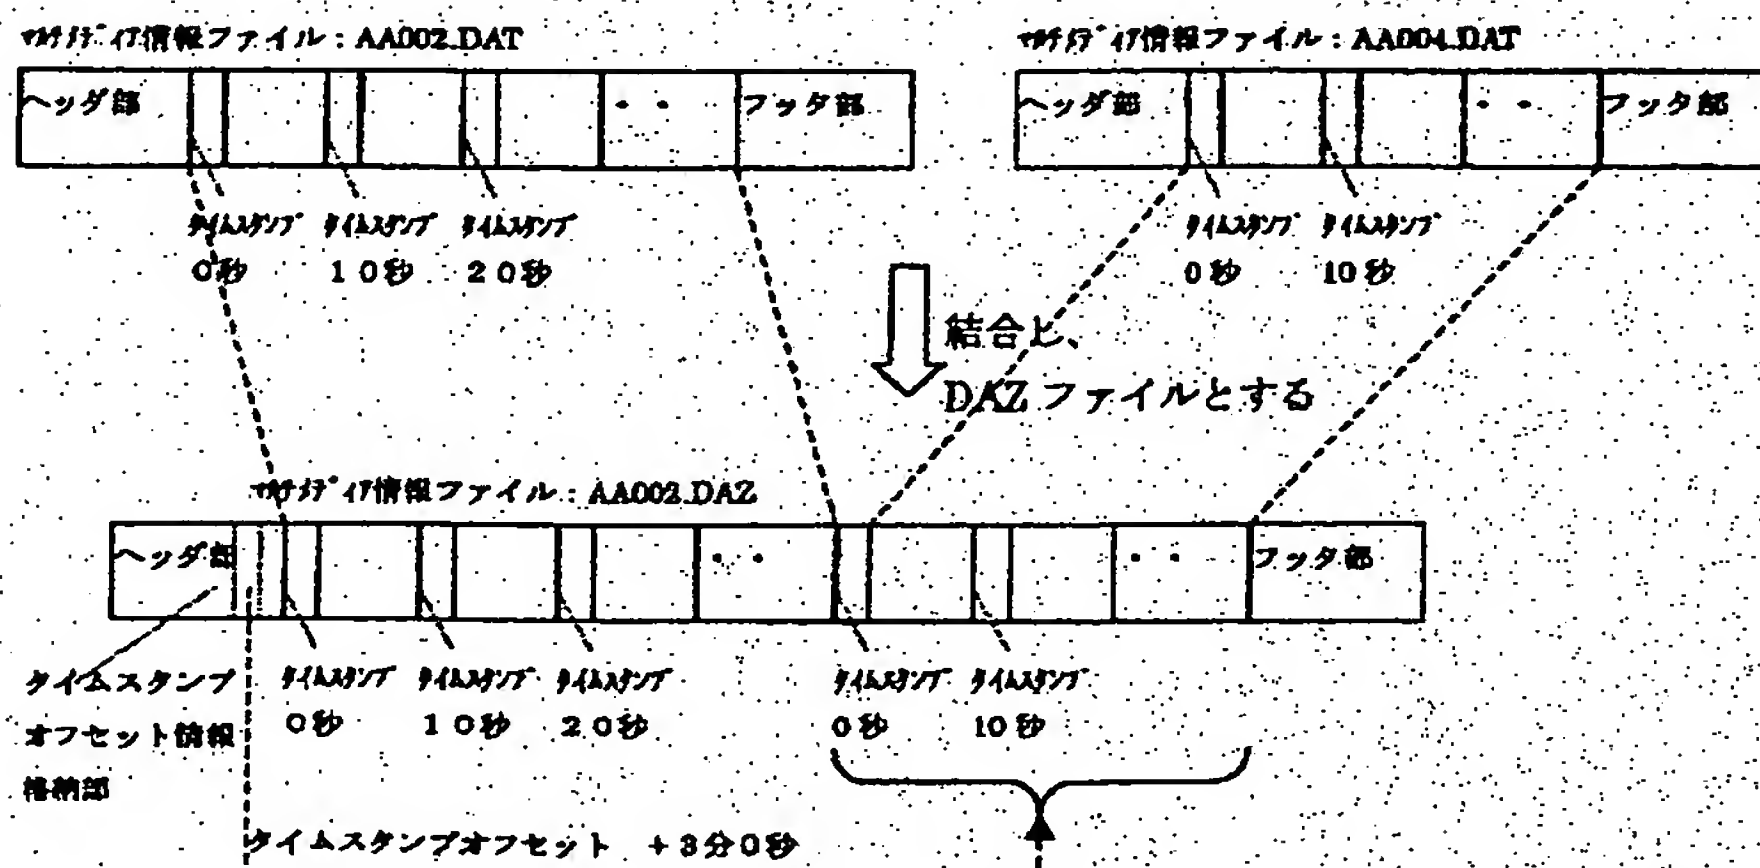 マルチメディア情報ファイル：AA002.DAT
マルチメディア情報ファイル：AA004.DAT
ヘッダ部
・・
フッタ部
ヘッダ部
・・
フッタ部
タイムスタンプ
0秒
タイムスタンプ
10秒
タイムスタンプ
20秒
タイムスタンプ
0秒
タイムスタンプ
10秒
結合し、
DAZファイルとする
マルチメディア情報ファイル：AA002.DAZ
ヘッダ部
・・
・・
フッタ部
タイムスタンプ
オフセット情報
格納部
タイムスタンプ
0秒
タイムスタンプ
10秒
タイムスタンプ
20秒
タイムスタンプ
0秒
タイムスタンプ
10秒
タイムスタンプオフセット　+3分0秒